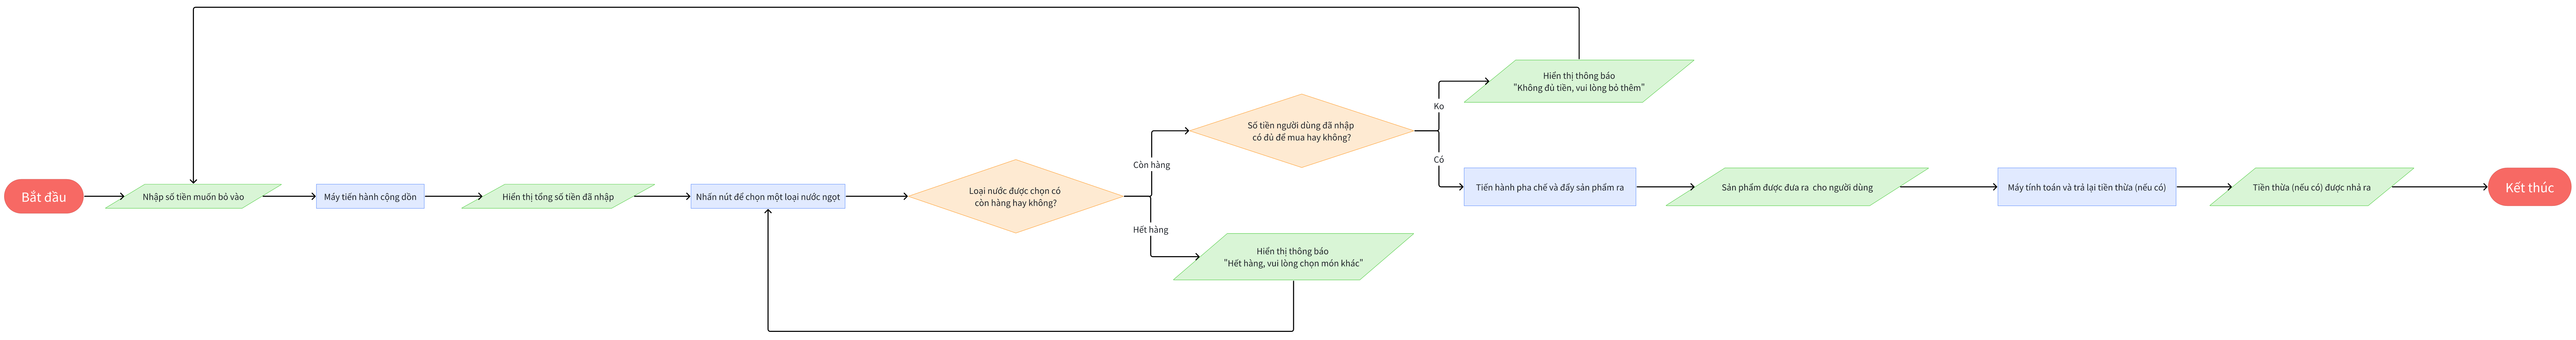 Bắt đầu
Nhập số tiền muốn bỏ vào
Máy tiến hành cộng dồn
Hiển thị tổng số tiền đã nhập
Nhấn nút để chọn một loại nước ngọt
Loại nước được chọn có
còn hàng hay không?
Còn hàng
Hết hàng
Số tiền người dùng đã nhập
có đủ để mua hay không?
Hiển thị thông báo
"Hết hàng, vui lòng chọn món khác"
Ko
Có
Hiển thị thông báo
"Không đủ tiền, vui lòng bỏ thêm"
Tiến hành pha chế và đẩy sản phẩm ra
Sản phẩm được đưa ra cho người dùng
Máy tính toán và trả lại tiền thừa (nếu có)
Tiền thừa (nếu có) được nhả ra
Kết thúc